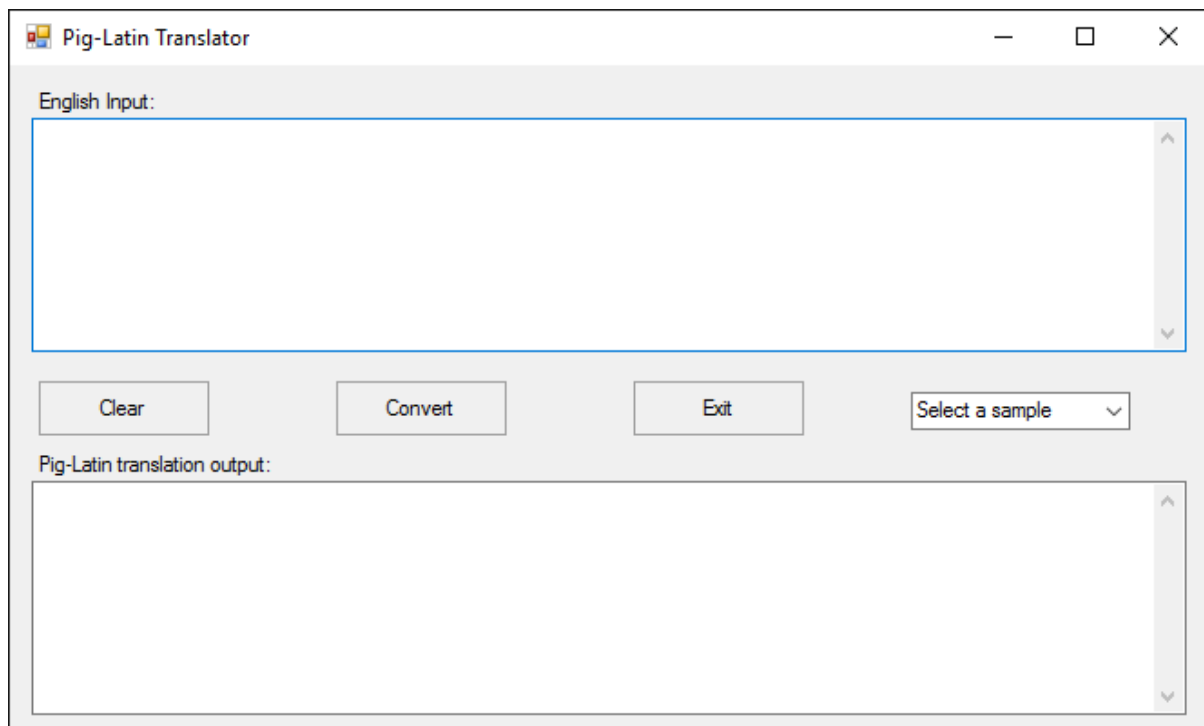 Pig-Latin Translator
English Input:
Clear Convert Exit Select a sample
Pig-Latin translation output: